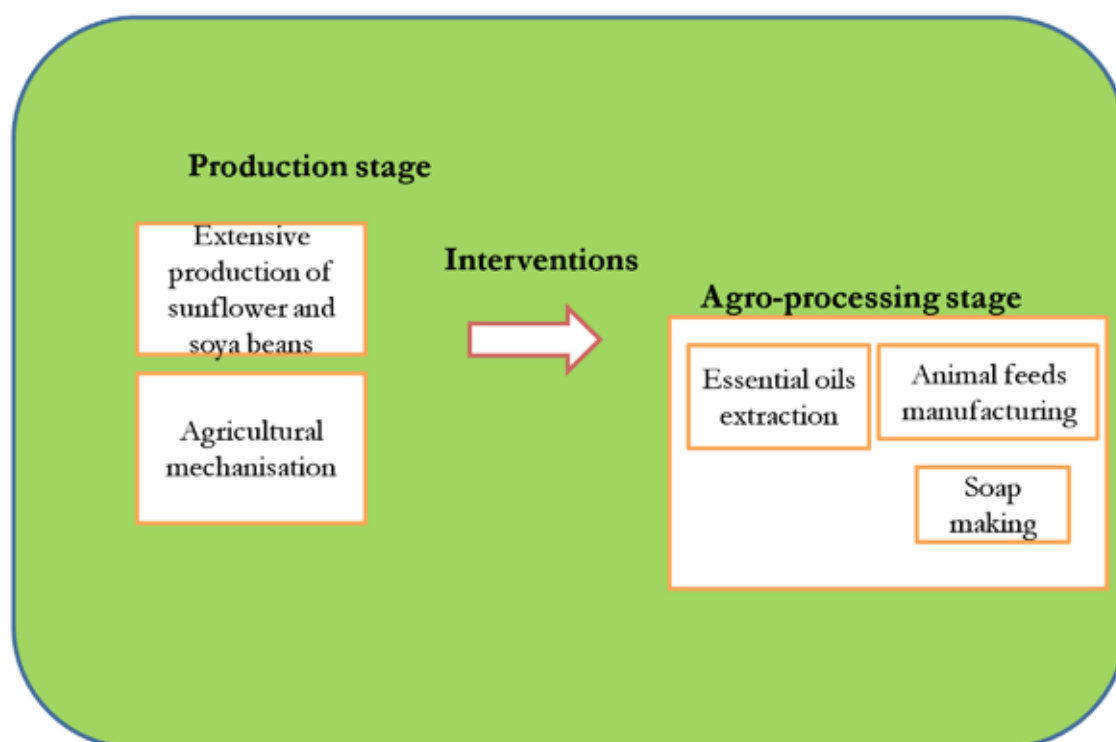 Production stage
Extensive
production of
sunflower and
soya beans
Agricultural
mechanisation
Interventions
Agro-processing stage
Essential oils
extraction
Animal feeds
manufacturing
Soap
making